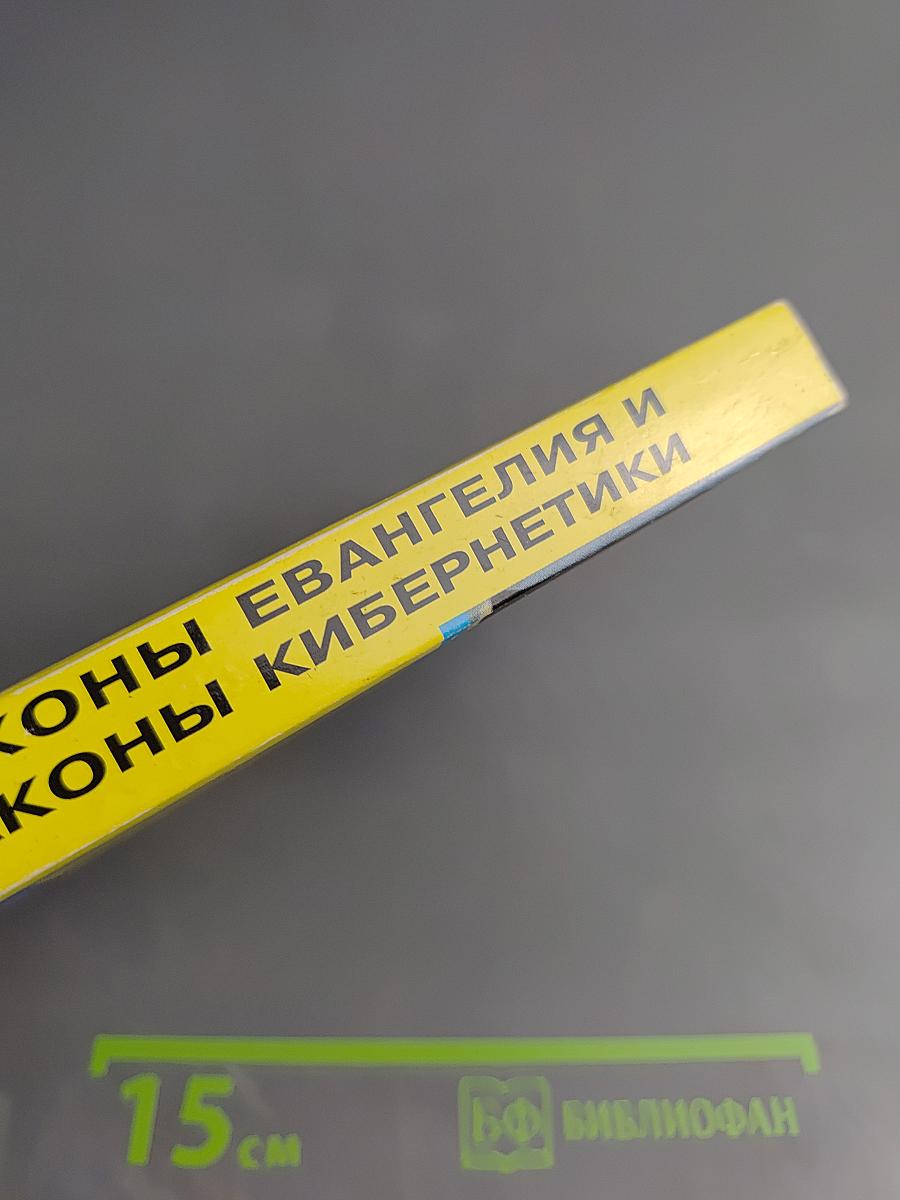 КОНЫ ЕВАНГЕЛИЯ И
КОНЫ КИБЕРНЕТИКИ
15 см
БФ БИБЛИОФАН